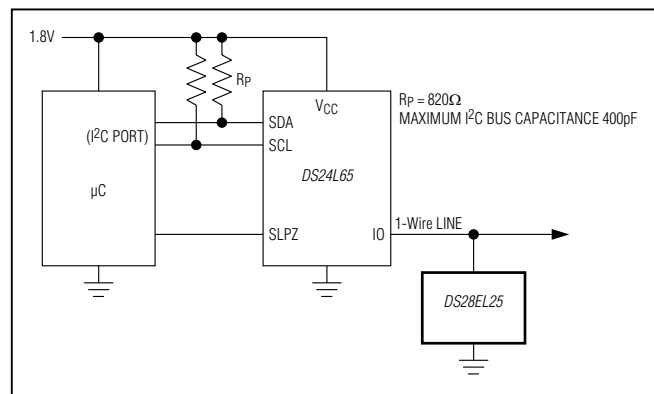 1.8V
RP
VCC
RP = 820Ω
MAXIMUM I2C BUS CAPACITANCE 400pF
(I2C PORT)
SDA
SCL
DS24L65
µC
SLPZ
IO
1-Wire LINE
DS28EL25